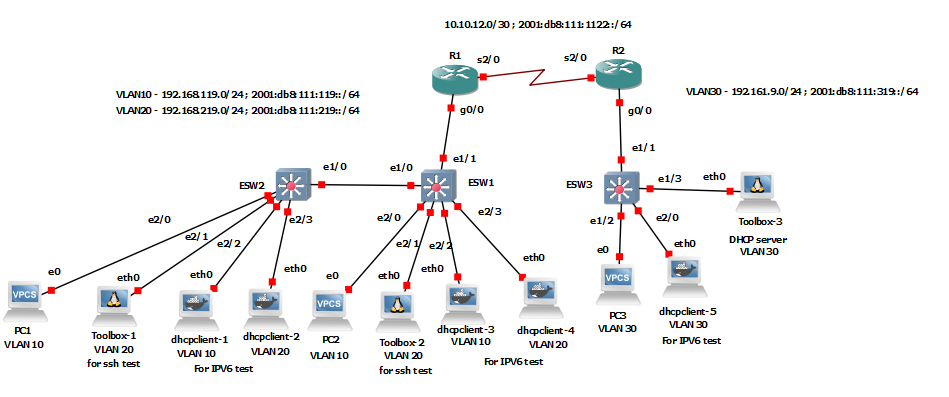 10.10.12.0/30 ; 2001:db8:111:1122::/64
R1
s2/0
s2/0
R2
VLAN10 - 192.168.119.0/24 ; 2001:db8:111:119::/64
VLAN20 - 192.168.219.0/24 ; 2001:db8:111:219::/64
VLAN30 - 192.161.9.0/24 ; 2001:db8:111:319::/64
g0/0
g0/0
e1/1
e1/1
e1/0
e1/0
ESW2
ESW1
ESW3
e1/3
eth0
e2/0
e2/1
e2/2
e2/3
e2/0
e2/1
e2/2
e2/3
e1/2
e2/0
Toolbox-3
DHCP server
VLAN 30
e0
eth0
eth0
eth0
e0
eth0
eth0
eth0
e0
eth0
VPCS
VPCS
VPCS
PC1
VLAN 10
Toolbox-1
VLAN 20
for ssh test
dhcpclient-1
VLAN 10
dhcpclient-2
VLAN 20
For IPV6 test
PC2
VLAN 10
Toolbox-2
VLAN 20
for ssh test
dhcpclient-3
VLAN 10
dhcpclient-4
VLAN 20
For IPV6 test
PC3
VLAN 30
dhcpclient-5
VLAN 30
For IPV6 test